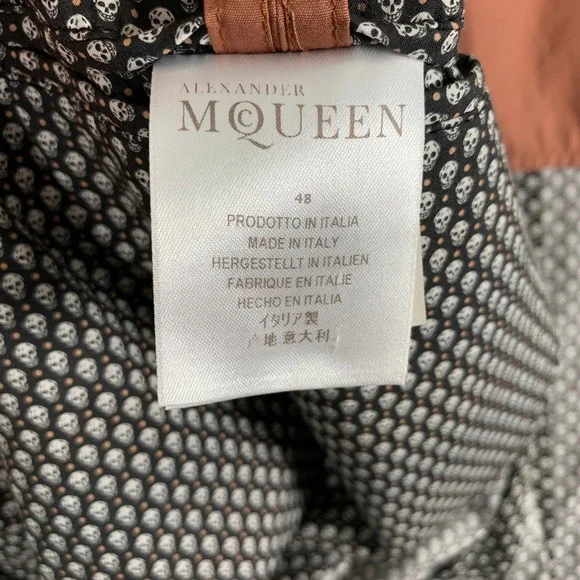 ALEXANDER
MCQUEEN
48
PRODOTTO IN ITALIA
MADE IN ITALY
HERGESTELLT IN ITALIEN
FABRIQUE EN ITALIE
HECHO EN ITALIA
イタリア製
产地意大利